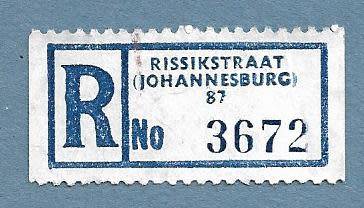 RISSIKSTRAAT
(JOHANNESBURG)
87
R No 3672